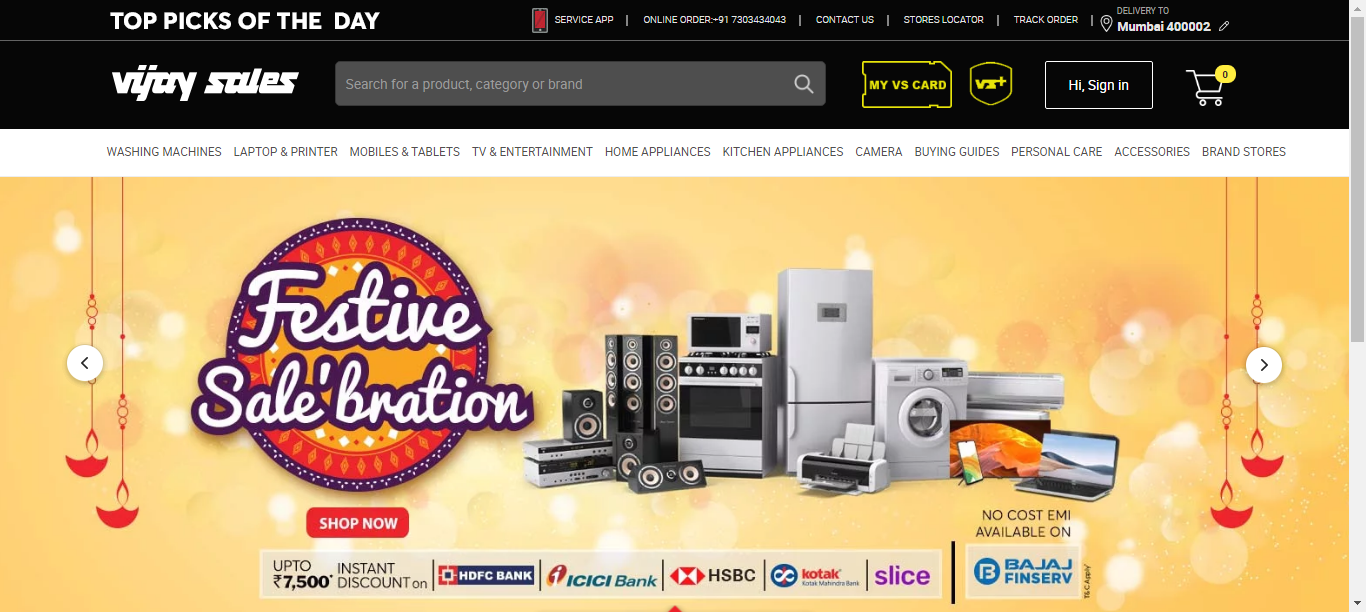 TOP PICKS OF THE DAY
SERVICE APP | ONLINE ORDER:+91 7303434043 | CONTACT US | STORES LOCATOR | TRACK ORDER |
DELIVERY TO
Mumbai 400002
vijay sales
Search for a product, category or brand
MY VS CARD
VS+
Hi, Sign in
0
WASHING MACHINES LAPTOP & PRINTER MOBILES & TABLETS TV & ENTERTAINMENT HOME APPLIANCES KITCHEN APPLIANCES CAMERA BUYING GUIDES PERSONAL CARE ACCESSORIES BRAND STORES
Festive
Sale'bration
SHOP NOW
UPTO
₹7,500*
INSTANT
DISCOUNT on
HDFC BANK
ICICI Bank
HSBC
kotak
Kotak Mahindra Bank
slice
NO COST EMI
AVAILABLE ON
BAJAJ
FINSERV
T&C Apply